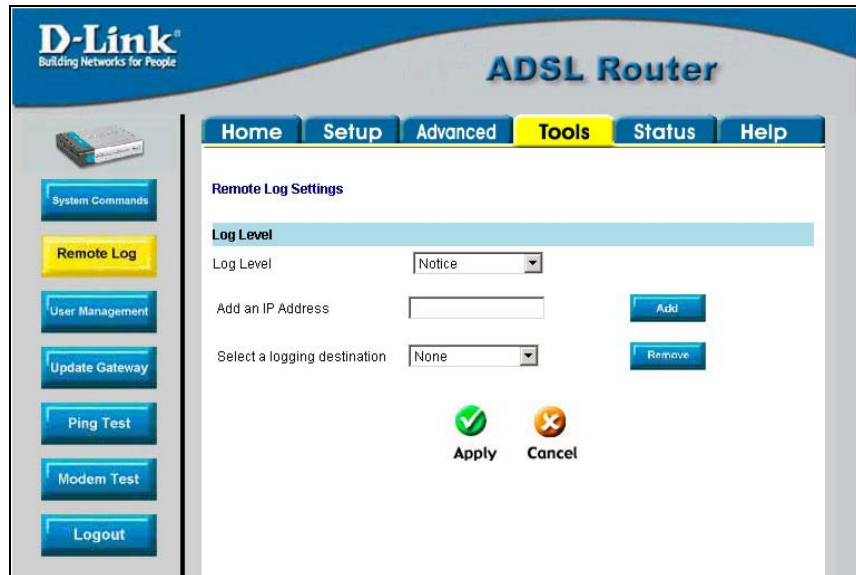 D-Link®
Building Networks for People
ADSL Router
Home Setup Advanced Tools Status Help
System Commands
Remote Log
User Management
Update Gateway
Ping Test
Modem Test
Logout
Remote Log Settings
Log Level
Log Level Notice
Add an IP Address Add
Select a logging destination None Remove
Apply Cancel